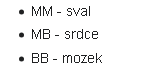 • MM - sval
• MB - srdce
• BB - mozek